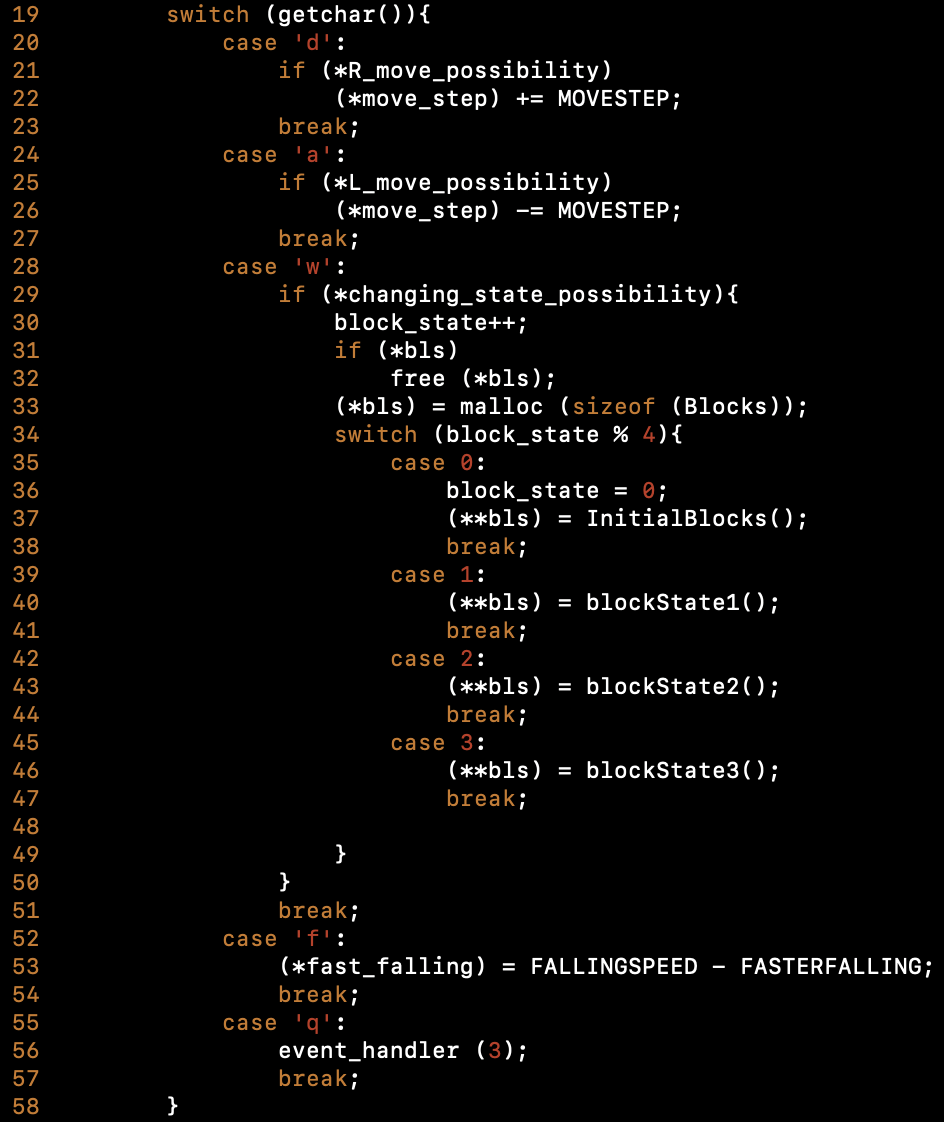 19         switch (getchar()){
20             case 'd':
21                 if (*R_move_possibility)
22                     (*move_step) += MOVESTEP;
23                 break;
24             case 'a':
25                 if (*L_move_possibility)
26                     (*move_step) -= MOVESTEP;
27                 break;
28             case 'w':
29                 if (*changing_state_possibility){
30                     block_state++;
31                     if (*bls)
32                         free (*bls);
33                     (*bls) = malloc (sizeof (Blocks));
34                     switch (block_state % 4){
35                         case 0:
36                             block_state = 0;
37                             (**bls) = InitialBlocks();
38                             break;
39                         case 1:
40                             (**bls) = blockState1();
41                             break;
42                         case 2:
43                             (**bls) = blockState2();
44                             break;
45                         case 3:
46                             (**bls) = blockState3();
47                             break;
48
49                     }
50                 }
51                 break;
52             case 'f':
53                 (*fast_falling) = FALLINGSPEED - FASTERFALLING;
54                 break;
55             case 'q':
56                 event_handler (3);
57                 break;
58         }